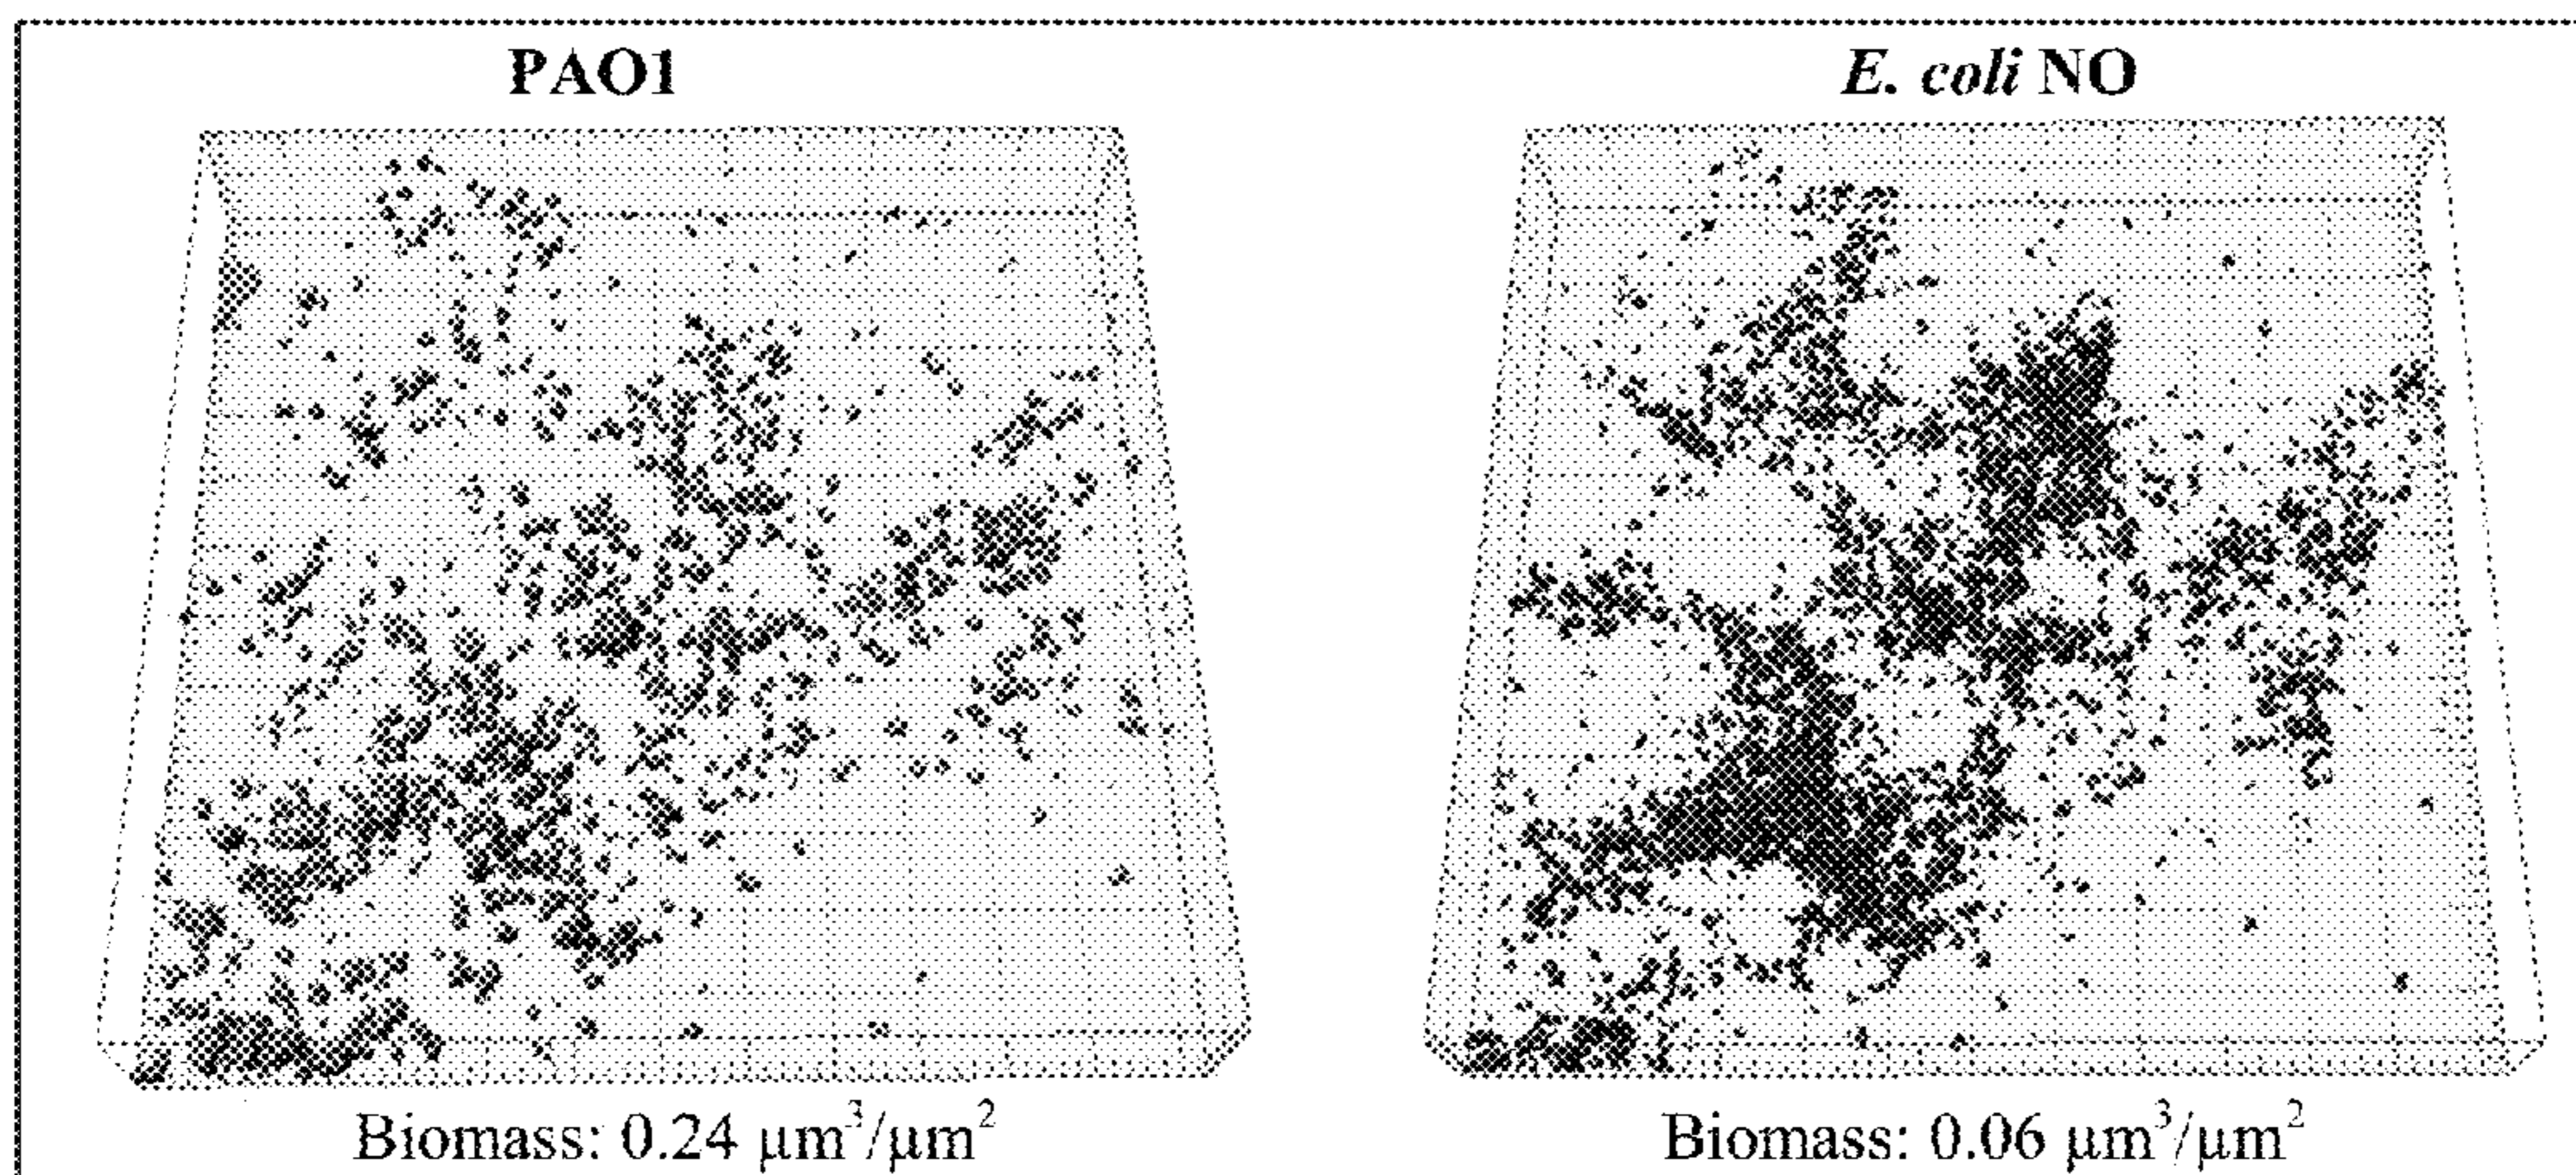 PAO1
E. coli NO
Biomass: 0.24 μm³/μm²
Biomass: 0.06 μm³/μm²